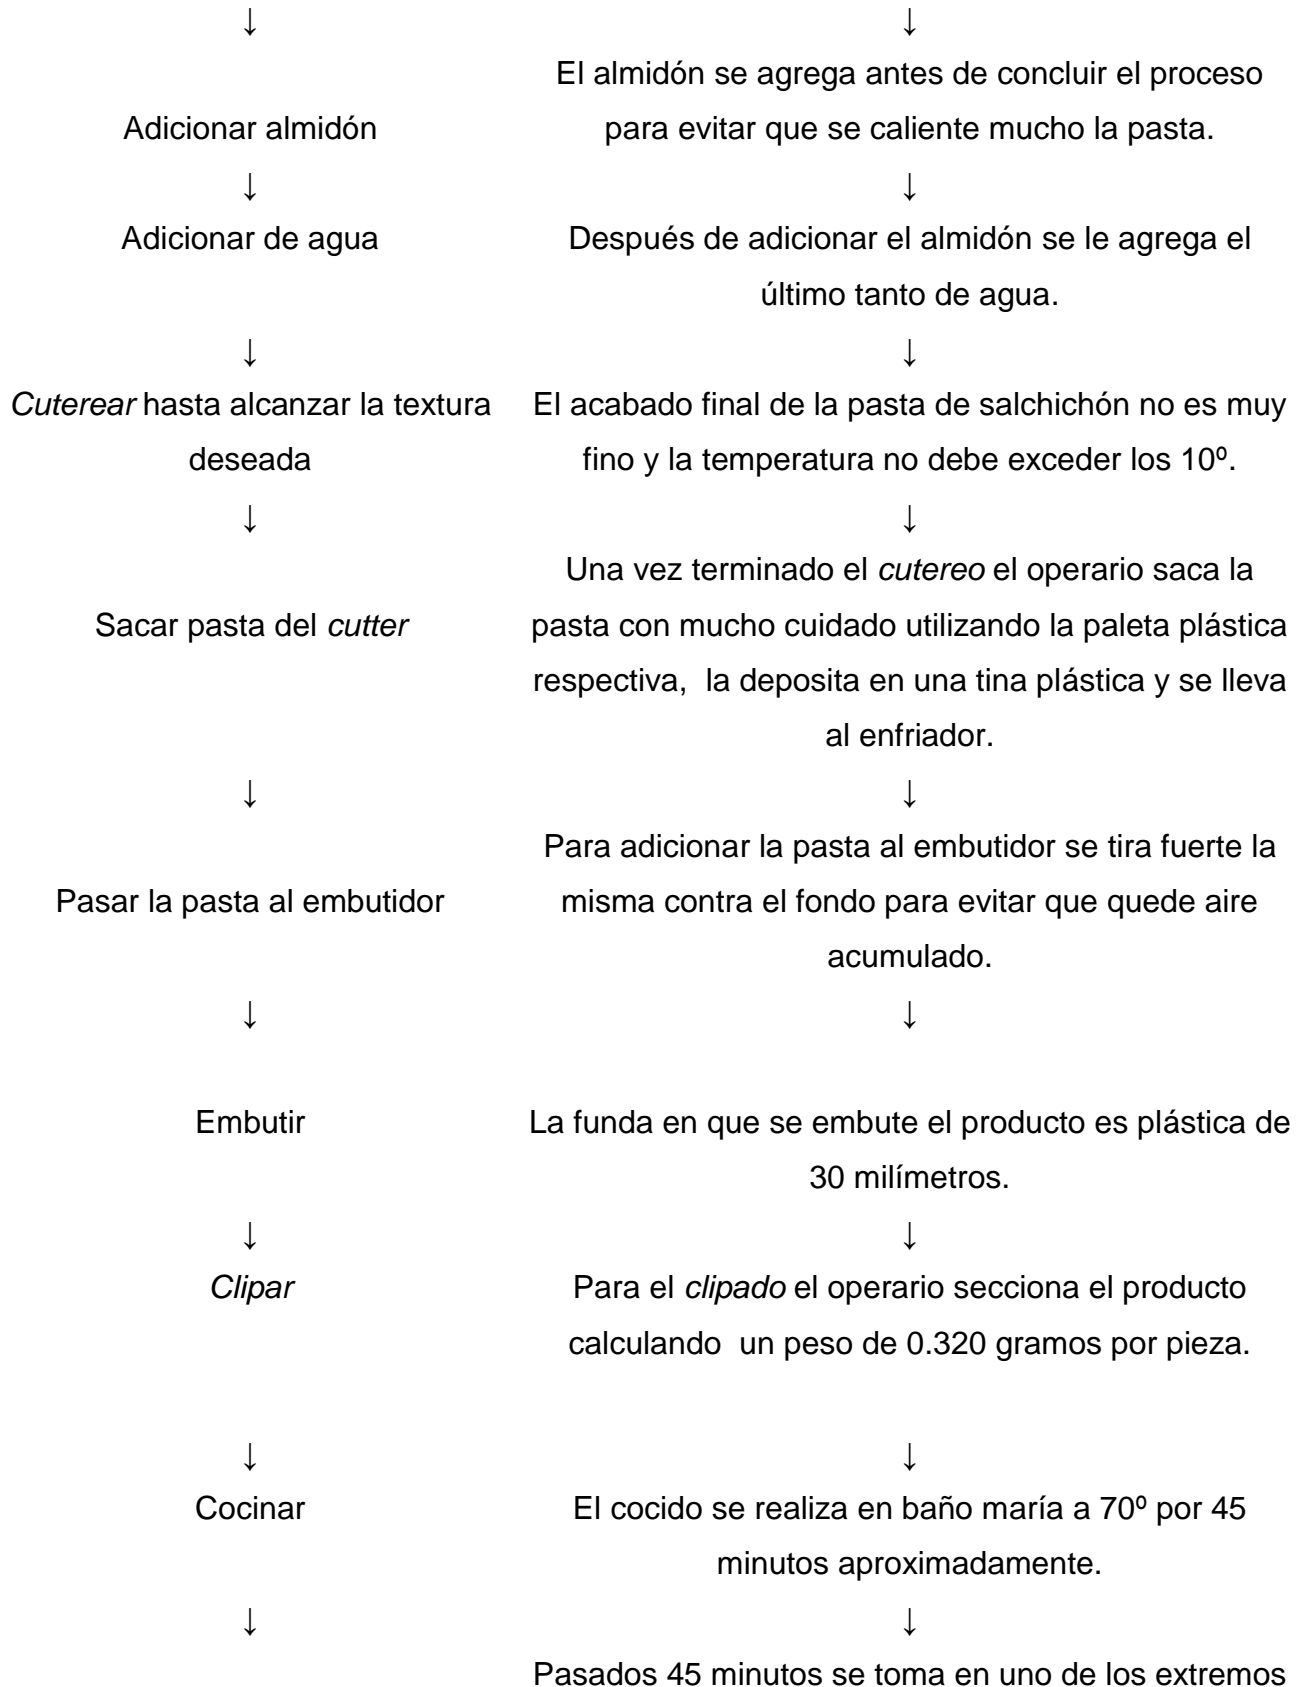 ↓ ↓
El almidón se agrega antes de concluir el proceso
Adicionar almidón para evitar que se caliente mucho la pasta.
↓ ↓
Adicionar de agua Después de adicionar el almidón se le agrega el
último tanto de agua.
↓ ↓
Cuterear hasta alcanzar la textura El acabado final de la pasta de salchichón no es muy
deseada fino y la temperatura no debe exceder los 10º.
↓ ↓
Una vez terminado el cutereo el operario saca la
Sacar pasta del cutter pasta con mucho cuidado utilizando la paleta plástica
respectiva, la deposita en una tina plástica y se lleva
al enfriador.
↓ ↓
Para adicionar la pasta al embutidor se tira fuerte la
Pasar la pasta al embutidor misma contra el fondo para evitar que quede aire
acumulado.
↓ ↓
Embutir La funda en que se embute el producto es plástica de
30 milímetros.
↓ ↓
Clipar Para el clipado el operario secciona el producto
calculando un peso de 0.320 gramos por pieza.
↓ ↓
Cocinar El cocido se realiza en baño maría a 70º por 45
minutos aproximadamente.
↓ ↓
Pasados 45 minutos se toma en uno de los extremos